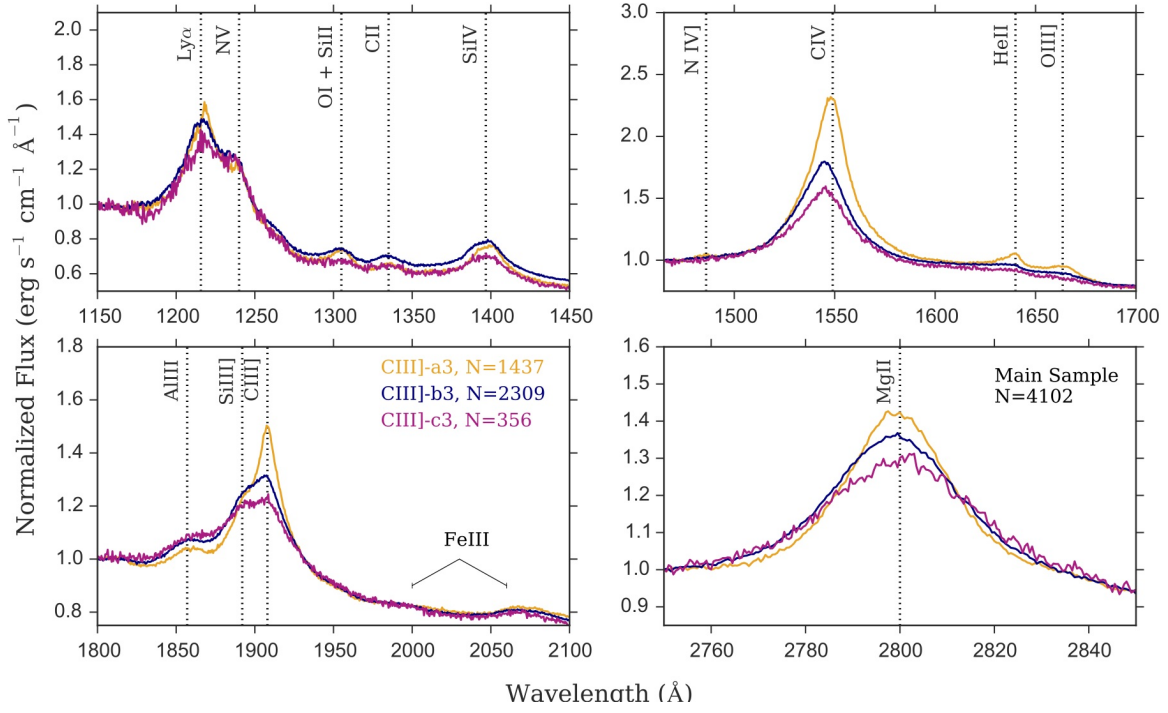 Normalized Flux (erg s⁻¹ cm⁻¹ Å⁻¹)
2.0
1.8
1.6
1.4
1.2
1.0
0.8
0.6
Lyα
NV
OI + SiII
CII
SiIV
1150 1200 1250 1300 1350 1400 1450
3.0
2.5
2.0
1.5
1.0
N IV]
CIV
HeII
OIII]
1500 1550 1600 1650 1700
1.8
1.6
1.4
1.2
1.0
0.8
AlIII
SiIII]
CIII]
CIII]-a3, N=1437
CIII]-b3, N=2309
CIII]-c3, N=356
FeIII
1800 1850 1900 1950 2000 2050 2100
1.6
1.5
1.4
1.3
1.2
1.1
1.0
0.9
MgII
Main Sample
N=4102
2760 2780 2800 2820 2840
Wavelength (Å)